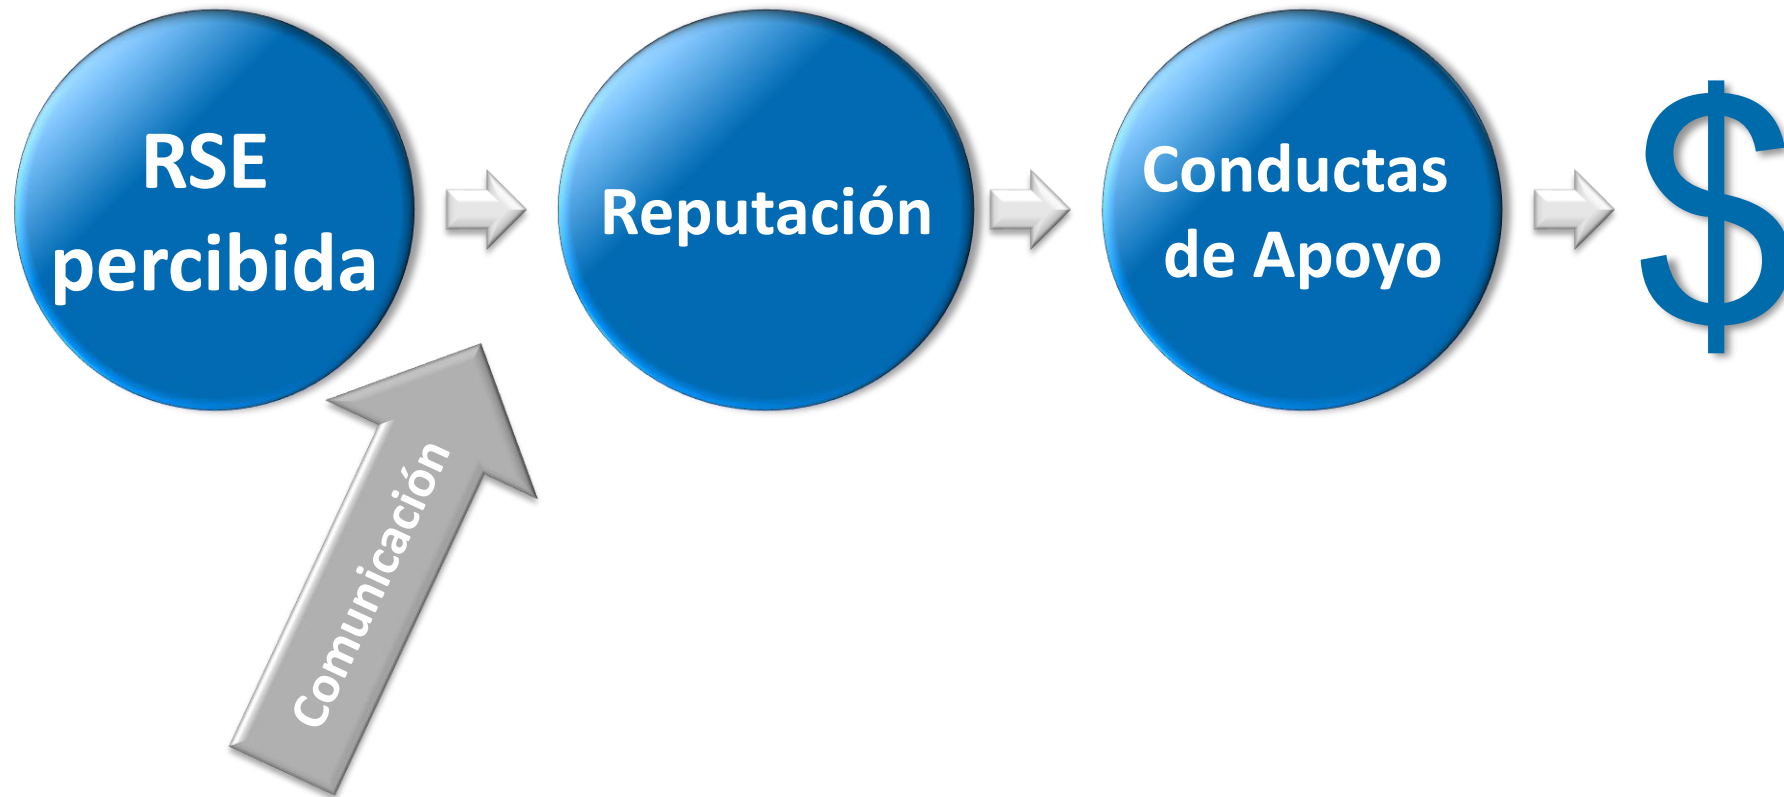 RSE
percibida
Reputación
Conductas
de Apoyo
$
Comunicación